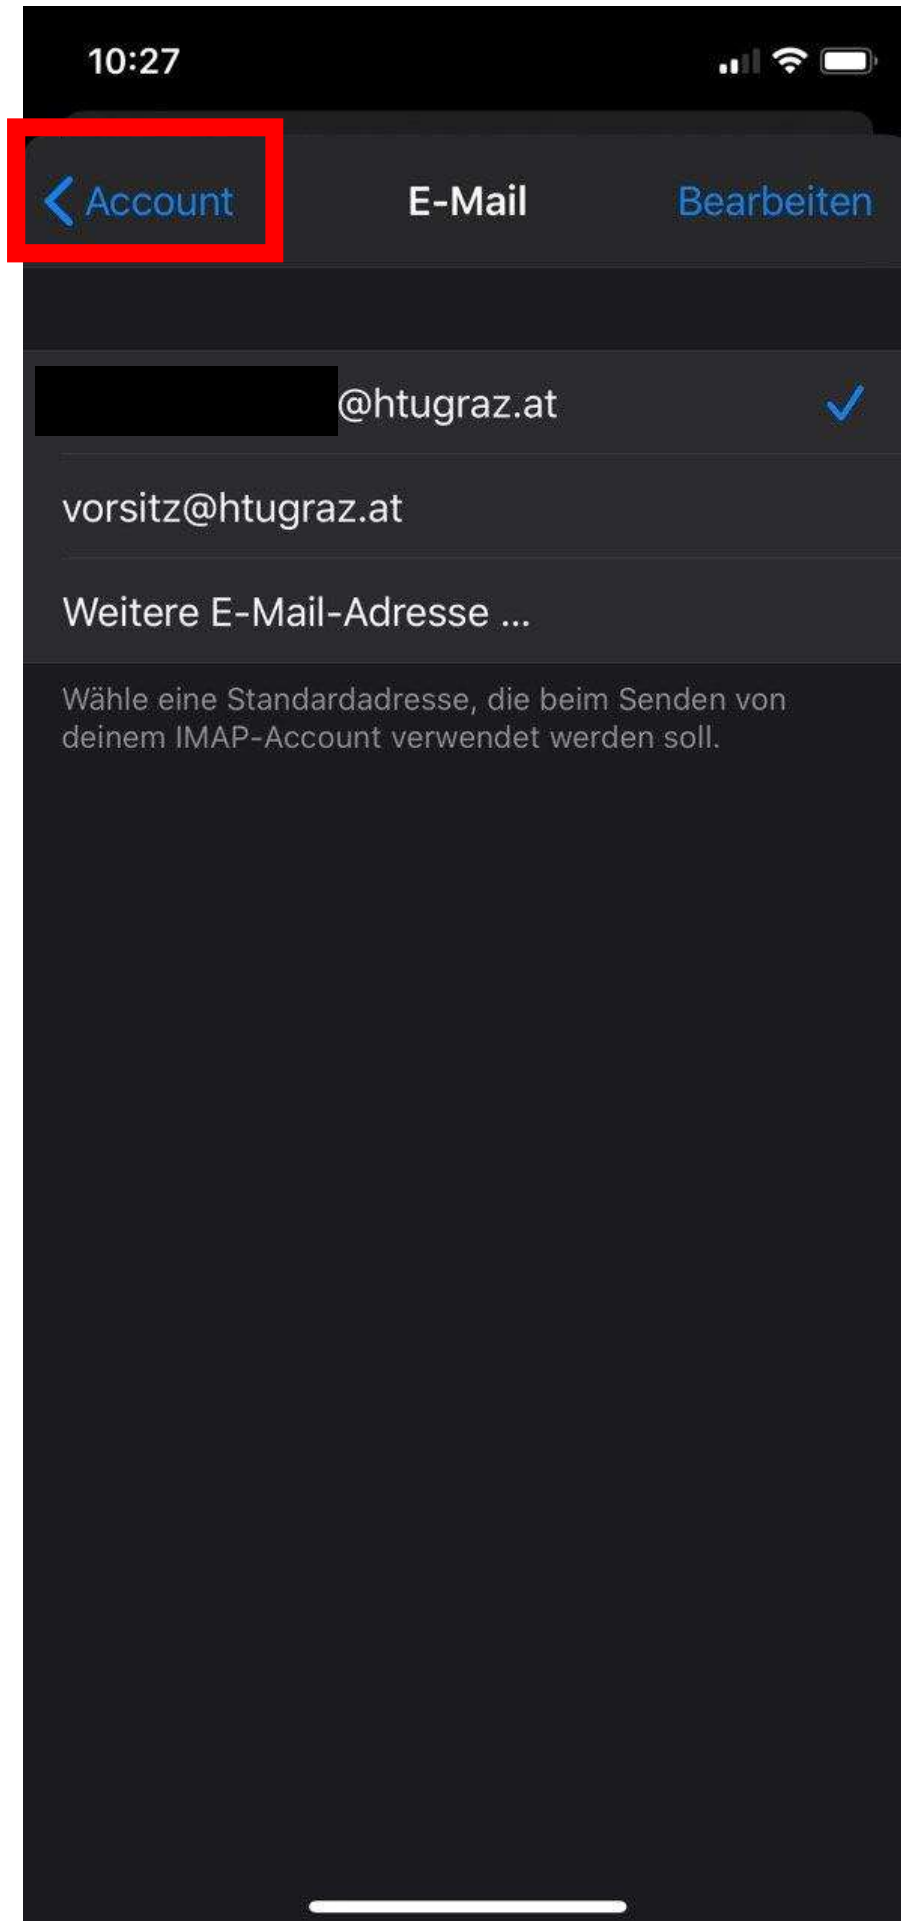 10:27
Account
E-Mail
Bearbeiten
@htugraz.at
vorsitz@htugraz.at
Weitere E-Mail-Adresse ...
Wähle eine Standardadresse, die beim Senden von
deinem IMAP-Account verwendet werden soll.